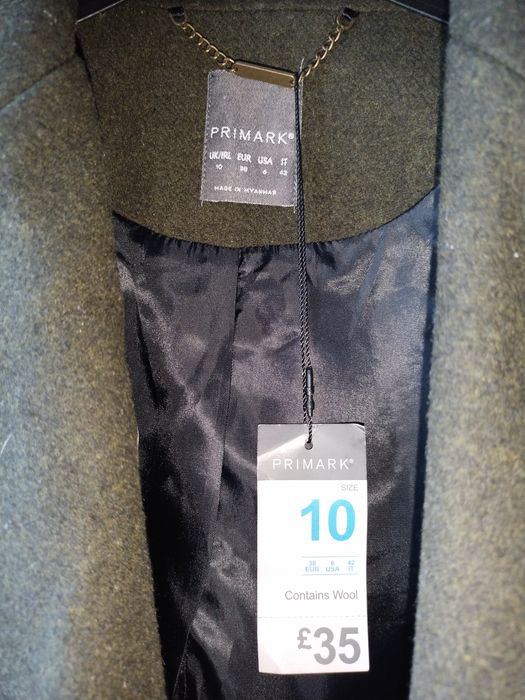 PRIMARK®
UK/IRL EUR USA IT
10 38 6 42
MADE IN MYANMAR
PRIMARK®
SIZE
10
38 6 42
EUR USA IT
Contains Wool
£35